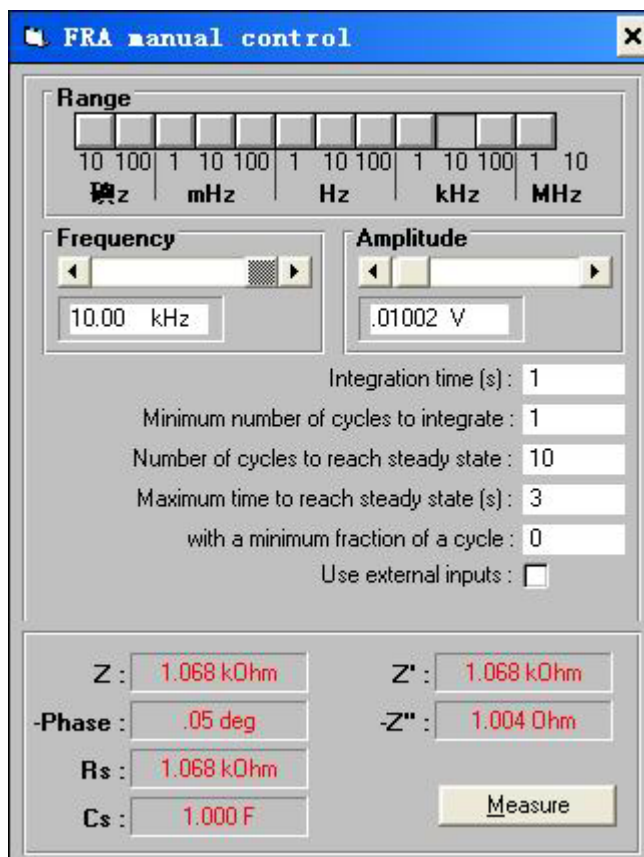 FRA manual control
Range
10 100 1 10 100 1 10 100 1 10 100 1 10
碘z mHz Hz kHz MHz
Frequency
10.00 kHz
Amplitude
.01002 V
Integration time (s) : 1
Minimum number of cycles to integrate : 1
Number of cycles to reach steady state : 10
Maximum time to reach steady state (s) : 3
with a minimum fraction of a cycle : 0
Use external inputs :
Z : 1.068 kOhm
Z' : 1.068 kOhm
-Phase : .05 deg
-Z" : 1.004 Ohm
Rs : 1.068 kOhm
Cs : 1.000 F
Measure